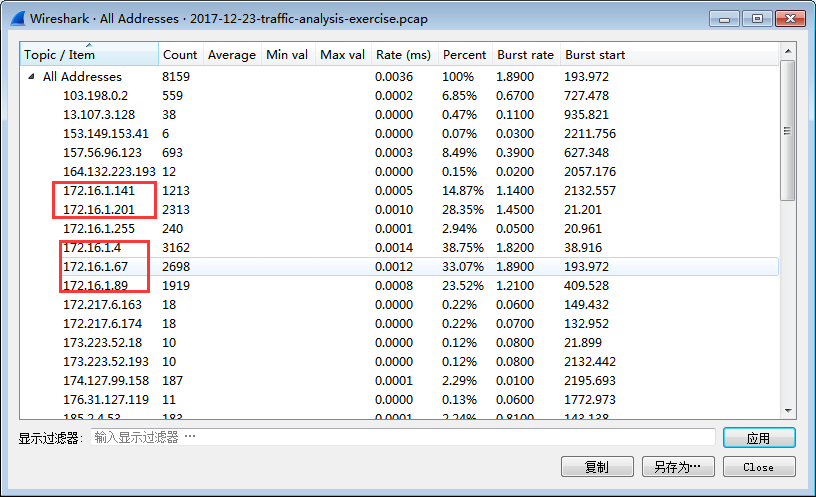 Wireshark · All Addresses · 2017-12-23-traffic-analysis-exercise.pcap
Topic / Item Count Average Min val Max val Rate (ms) Percent Burst rate Burst start
All Addresses 8159 0.0036 100% 1.8900 193.972
103.198.0.2 559 0.0002 6.85% 0.6700 727.478
13.107.3.128 38 0.0000 0.47% 0.1100 935.821
153.149.153.41 6 0.0000 0.07% 0.0300 2211.756
157.56.96.123 693 0.0003 8.49% 0.3900 627.348
164.132.223.193 12 0.0000 0.15% 0.0200 2057.176
172.16.1.141 1213 0.0005 14.87% 1.1400 2132.557
172.16.1.201 2313 0.0010 28.35% 1.4500 21.201
172.16.1.255 240 0.0001 2.94% 0.0500 20.961
172.16.1.4 3162 0.0014 38.75% 1.8200 38.916
172.16.1.67 2698 0.0012 33.07% 1.8900 193.972
172.16.1.89 1919 0.0008 23.52% 1.2100 409.528
172.217.6.163 18 0.0000 0.22% 0.0600 149.432
172.217.6.174 18 0.0000 0.22% 0.0700 132.952
173.223.52.18 10 0.0000 0.12% 0.0800 21.899
173.223.52.193 10 0.0000 0.12% 0.0800 2132.442
174.127.99.158 187 0.0001 2.29% 0.0100 2195.693
176.31.127.119 11 0.0000 0.13% 0.0600 1772.973
185.2.4.53 183 0.0001 2.24% 0.8100 143.138
显示过滤器: 输入显示过滤器 … 应用
复制 另存为… Close